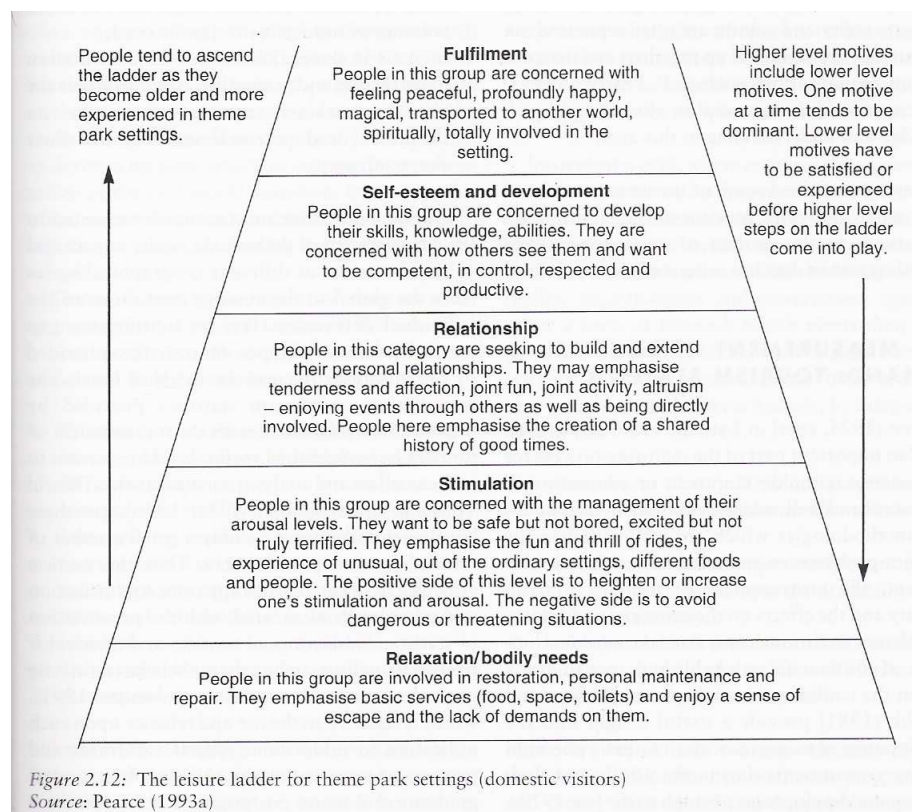 People tend to ascend
the ladder as they
become older and more
experienced in theme
park settings.
Fulfilment
People in this group are concerned with
feeling peaceful, profoundly happy,
magical, transported to another world,
spiritually, totally involved in the
setting.
Higher level motives
include lower level
motives. One motive
at a time tends to be
dominant. Lower level
motives have
to be satisfied or
experienced
before higher level
steps on the ladder
come into play.
Self-esteem and development
People in this group are concerned to develop
their skills, knowledge, abilities. They are
concerned with how others see them and want
to be competent, in control, respected and
productive.
Relationship
People in this category are seeking to build and extend
their personal relationships. They may emphasise
tenderness and affection, joint fun, joint activity, altruism
– enjoying events through others as well as being directly
involved. People here emphasise the creation of a shared
history of good times.
Stimulation
People in this group are concerned with the management of their
arousal levels. They want to be safe but not bored, excited but not
truly terrified. They emphasise the fun and thrill of rides, the
experience of unusual, out of the ordinary settings, different foods
and people. The positive side of this level is to heighten or increase
one's stimulation and arousal. The negative side is to avoid
dangerous or threatening situations.
Relaxation/bodily needs
People in this group are involved in restoration, personal maintenance and
repair. They emphasise basic services (food, space, toilets) and enjoy a sense of
escape and the lack of demands on them.
Figure 2.12: The leisure ladder for theme park settings (domestic visitors)
Source: Pearce (1993a)